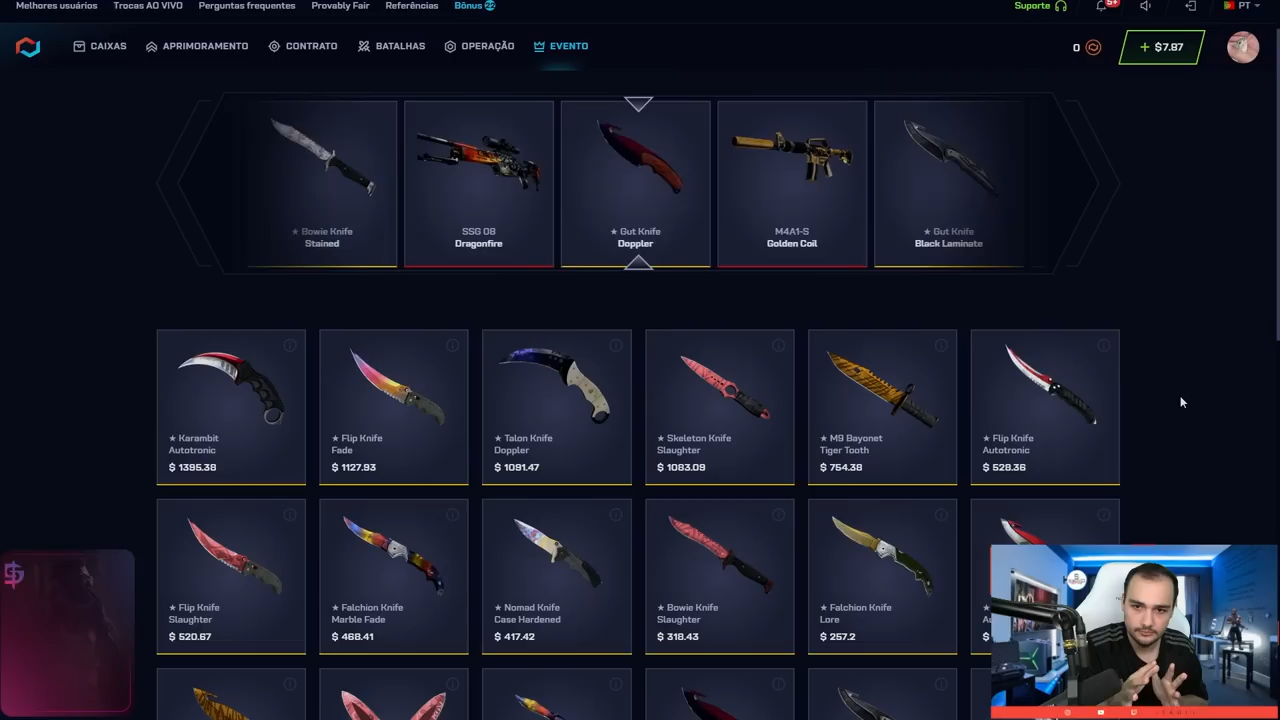 Melhores usuários Trocas AO VIVO Perguntas frequentes Provably Fair Referências Bônus 22 Suporte 5+ PT
CAIXAS APRIMORAMENTO CONTRATO BATALHAS OPERAÇÃO EVENTO 0 + $7.87
★ Bowie Knife
Stained
SSG 08
Dragonfire
★ Gut Knife
Doppler
M4A1-S
Golden Coil
★ Gut Knife
Black Laminate
★ Karambit
Autotronic
$ 1395.38
★ Flip Knife
Fade
$ 1127.93
★ Talon Knife
Doppler
$ 1091.47
★ Skeleton Knife
Slaughter
$ 1083.09
★ M9 Bayonet
Tiger Tooth
$ 754.38
★ Flip Knife
Autotronic
$ 528.36
★ Flip Knife
Slaughter
$ 520.67
★ Falchion Knife
Marble Fade
$ 468.41
★ Nomad Knife
Case Hardened
$ 417.42
★ Bowie Knife
Slaughter
$ 318.43
★ Falchion Knife
Lore
$ 257.2